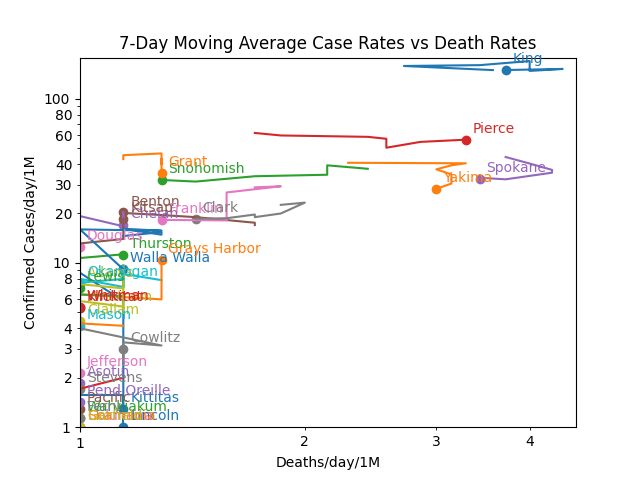 7-Day Moving Average Case Rates vs Death Rates
King
100
80
Pierce
60
Grant
Snohomish
Spokane
Yakima
40
30
Benton
Kitsap
Franklin
Clark
20
Douglas
Thurston
Grays Harbor
Walla Walla
10
Okanogan
Lewis
8
6
Clallam
Mason
4
Cowlitz
3
Jefferson
Asotin
Stevens
2
Pend Oreille
Pacific
Kittitas
Wahkiakum
Lincoln
1
1
2
3
4
Confirmed Cases/day/1M
Deaths/day/1M